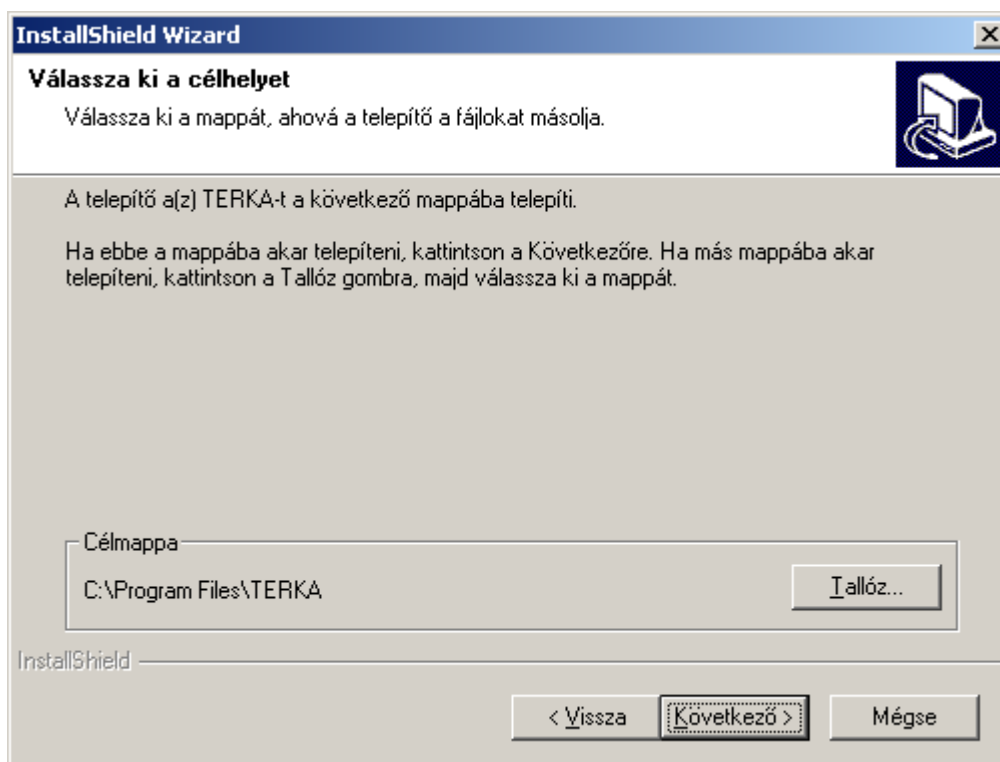 InstallShield Wizard
Válassza ki a célhelyet
Válassza ki a mappát, ahová a telepítő a fájlokat másolja.
A telepítő a(z) TERKA-t a következő mappába telepíti.
Ha ebbe a mappába akar telepíteni, kattintson a Következőre. Ha más mappába akar
telepíteni, kattintson a Tallóz gombra, majd válassza ki a mappát.
Célmappa
C:\Program Files\TERKA
Tallóz...
InstallShield
< Vissza
Következő >
Mégse